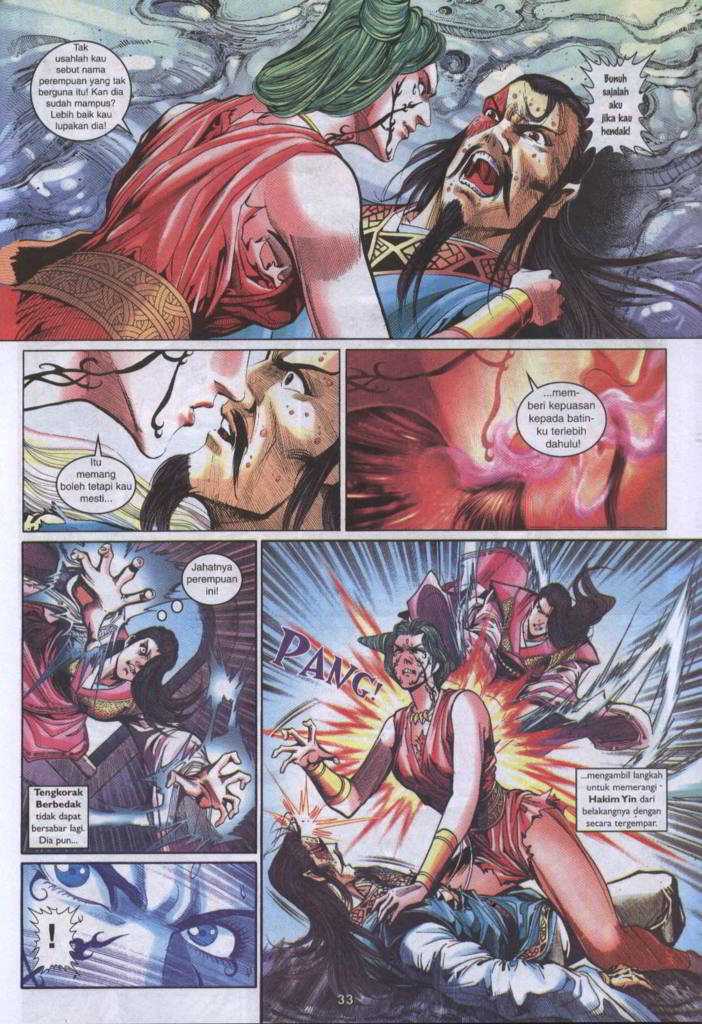 Tak
usahlah kau
sebut nama
perempuan yang tak
berguna itu! Kan dia
sudah mampus?
Lebih baik kau
lupakan dia!
Bunuh
sajalah
aku
jika kau
hendak!
Itu
memang
boleh tetapi kau
mesti...
...mem-
beri kepuasan
kepada batin-
ku terlebih
dahulu!
Jahatnya
perempuan
ini!
Tengkorak
Berbedak
tidak dapat
bersabar lagi.
Dia pun...
PANG!
...mengambil langkah
untuk memerangi
Hakim Yin dari
belakangnya dengan
secara tergempar.
!
33